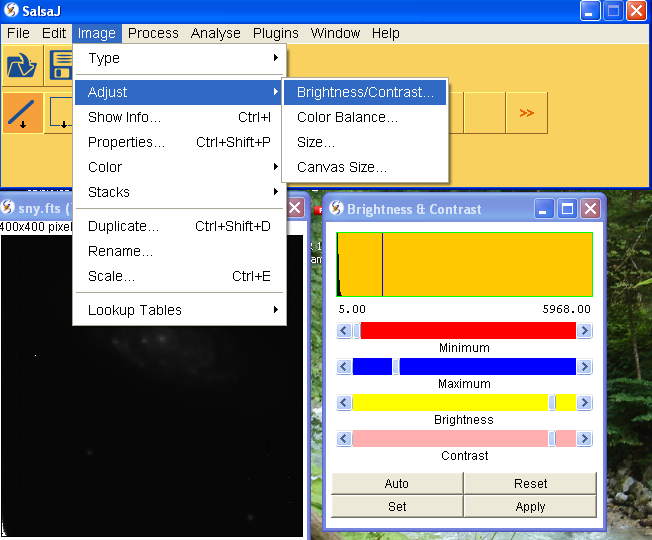 SalsaJ
File Edit Image Process Analyse Plugins Window Help
>>
Type
Adjust
Show Info... Ctrl+I
Properties... Ctrl+Shift+P
Color
Stacks
Duplicate... Ctrl+Shift+D
Rename...
Scale... Ctrl+E
Lookup Tables
Brightness/Contrast...
Color Balance...
Size...
Canvas Size...
sny.fts
400x400
Brightness & Contrast
5.00 5968.00
Minimum
Maximum
Brightness
Contrast
Auto Reset
Set Apply